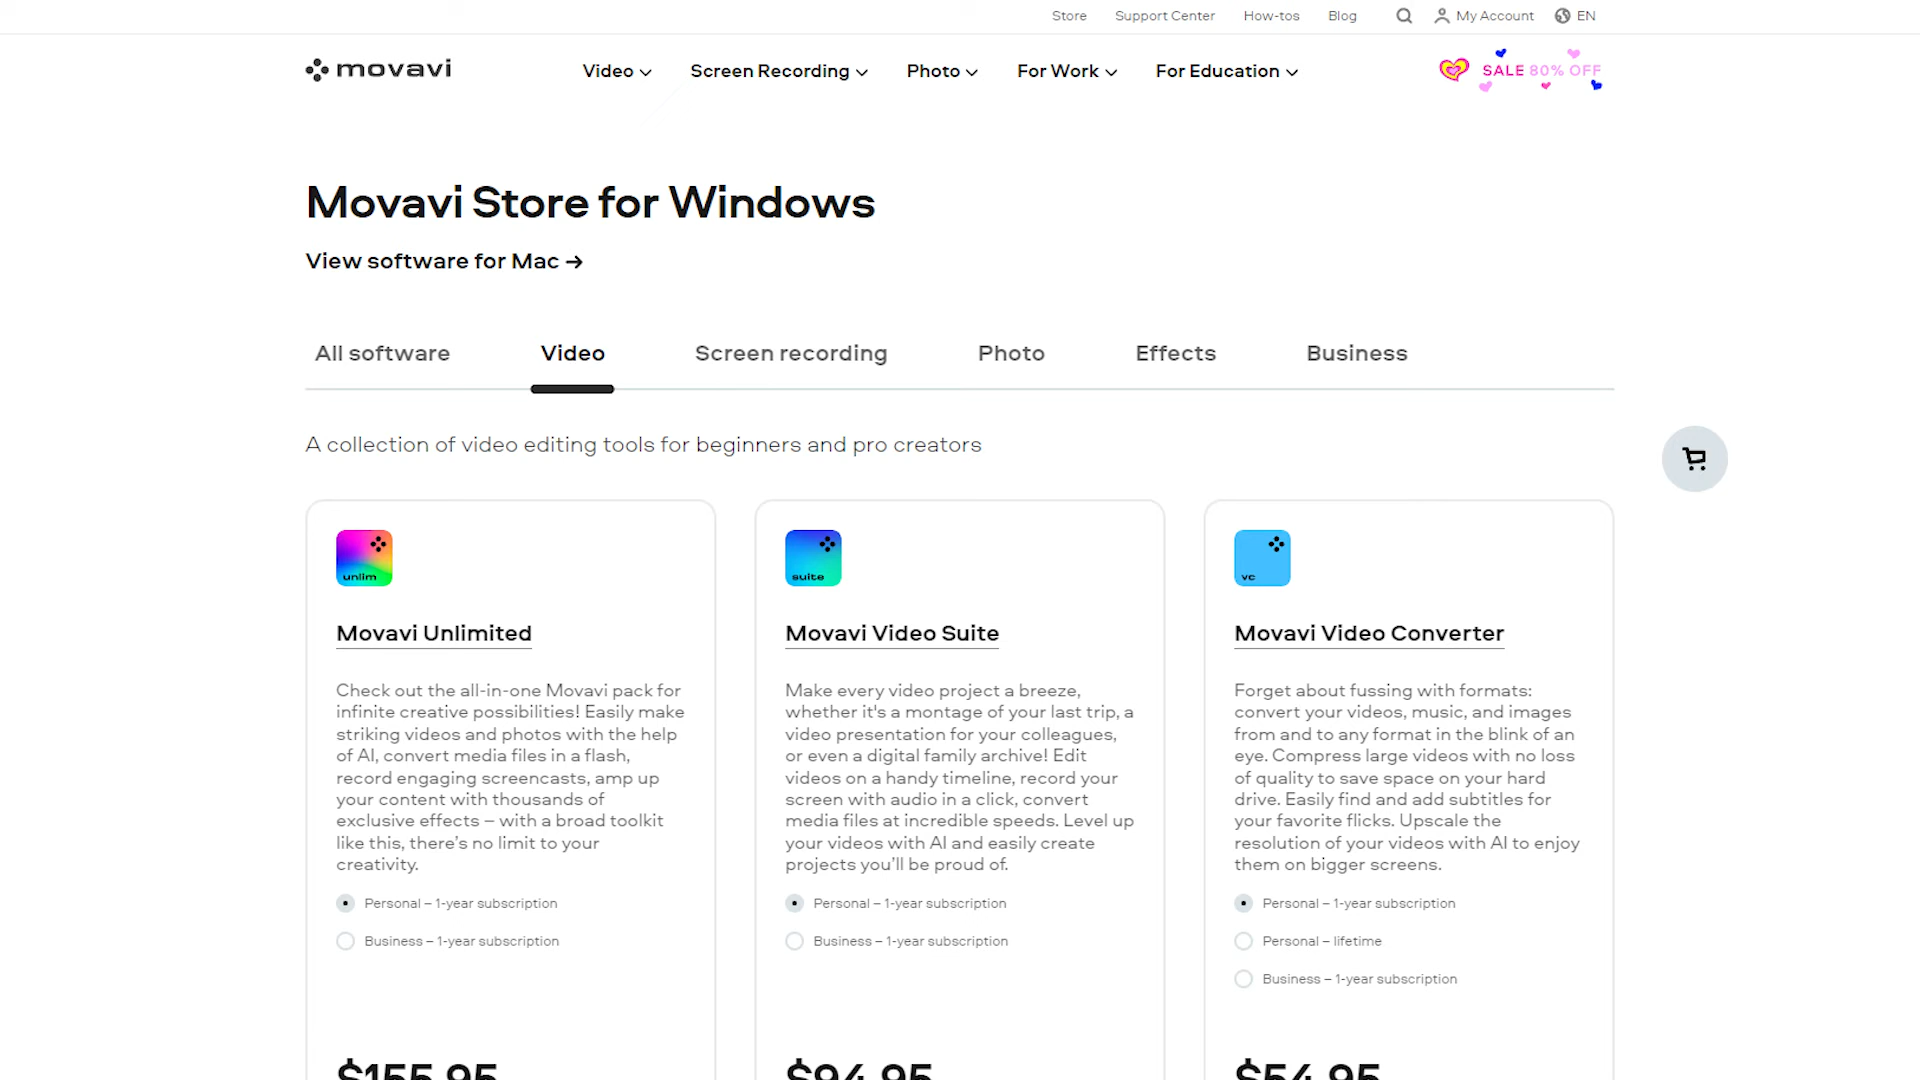 Store Support Center How-tos Blog My Account EN
movavi Video Screen Recording Photo For Work For Education SALE 80% OFF
Movavi Store for Windows
View software for Mac →
All software Video Screen recording Photo Effects Business
A collection of video editing tools for beginners and pro creators
unlim
Movavi Unlimited
Check out the all-in-one Movavi pack for
infinite creative possibilities! Easily make
striking videos and photos with the help
of AI, convert media files in a flash,
record engaging screencasts, amp up
your content with thousands of
exclusive effects – with a broad toolkit
like this, there's no limit to your
creativity.
Personal – 1-year subscription
Business – 1-year subscription
$155.95
suite
Movavi Video Suite
Make every video project a breeze,
whether it's a montage of your last trip, a
video presentation for your colleagues,
or even a digital family archive! Edit
videos on a handy timeline, record your
screen with audio in a click, convert
media files at incredible speeds. Level up
your videos with AI and easily create
projects you'll be proud of.
Personal – 1-year subscription
Business – 1-year subscription
$94.95
vc
Movavi Video Converter
Forget about fussing with formats:
convert your videos, music, and images
from and to any format in the blink of an
eye. Compress large videos with no loss
of quality to save space on your hard
drive. Easily find and add subtitles for
your favorite flicks. Upscale the
resolution of your videos with AI to enjoy
them on bigger screens.
Personal – 1-year subscription
Personal – lifetime
Business – 1-year subscription
$54.95